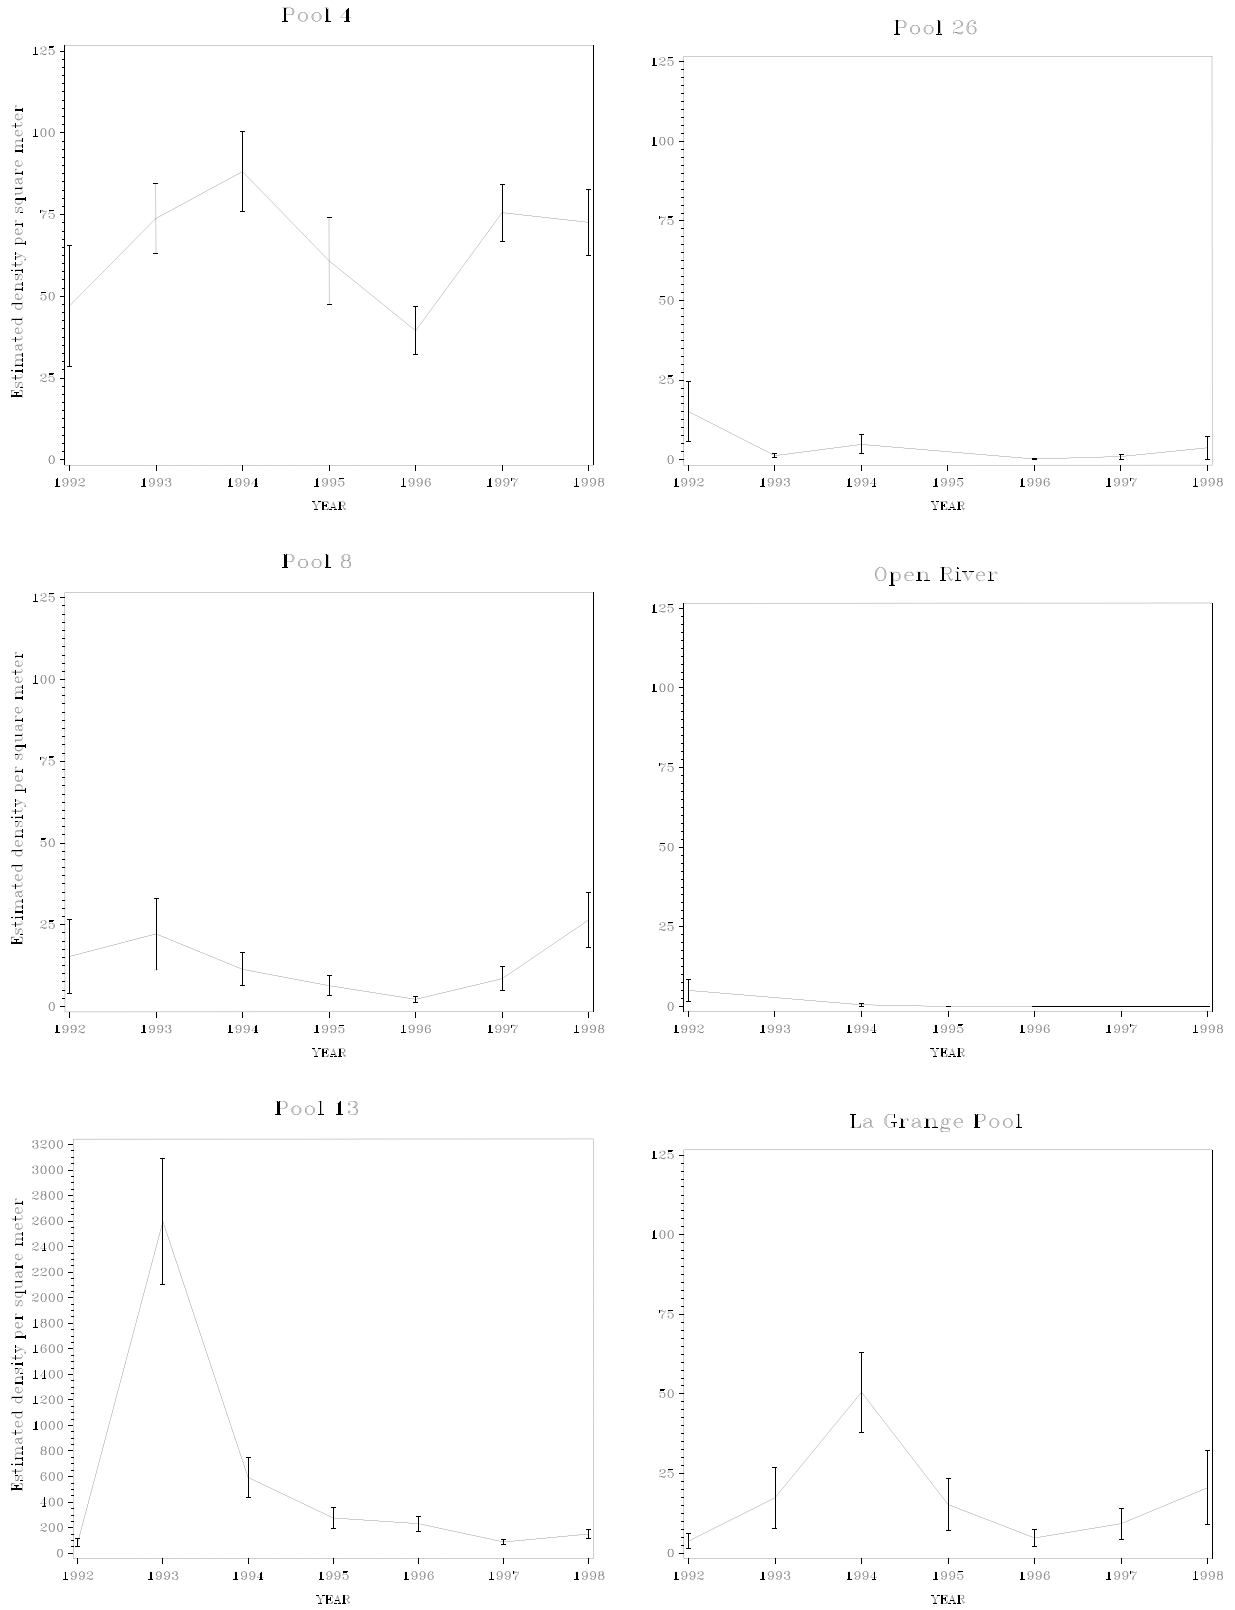 Pool 4
Estimated density per square meter
125
100
75
50
25
0
1992 1993 1994 1995 1996 1997 1998
YEAR
Pool 26
125
100
75
50
25
0
1992 1993 1994 1995 1996 1997 1998
YEAR
Pool 8
Estimated density per square meter
125
100
75
50
25
0
1992 1993 1994 1995 1996 1997 1998
YEAR
Open River
125
100
75
50
25
0
1992 1993 1994 1995 1996 1997 1998
YEAR
Pool 13
Estimated density per square meter
3200
3000
2800
2600
2400
2200
2000
1800
1600
1400
1200
1000
800
600
400
200
0
1992 1993 1994 1995 1996 1997 1998
YEAR
La Grange Pool
125
100
75
50
25
0
1992 1993 1994 1995 1996 1997 1998
YEAR